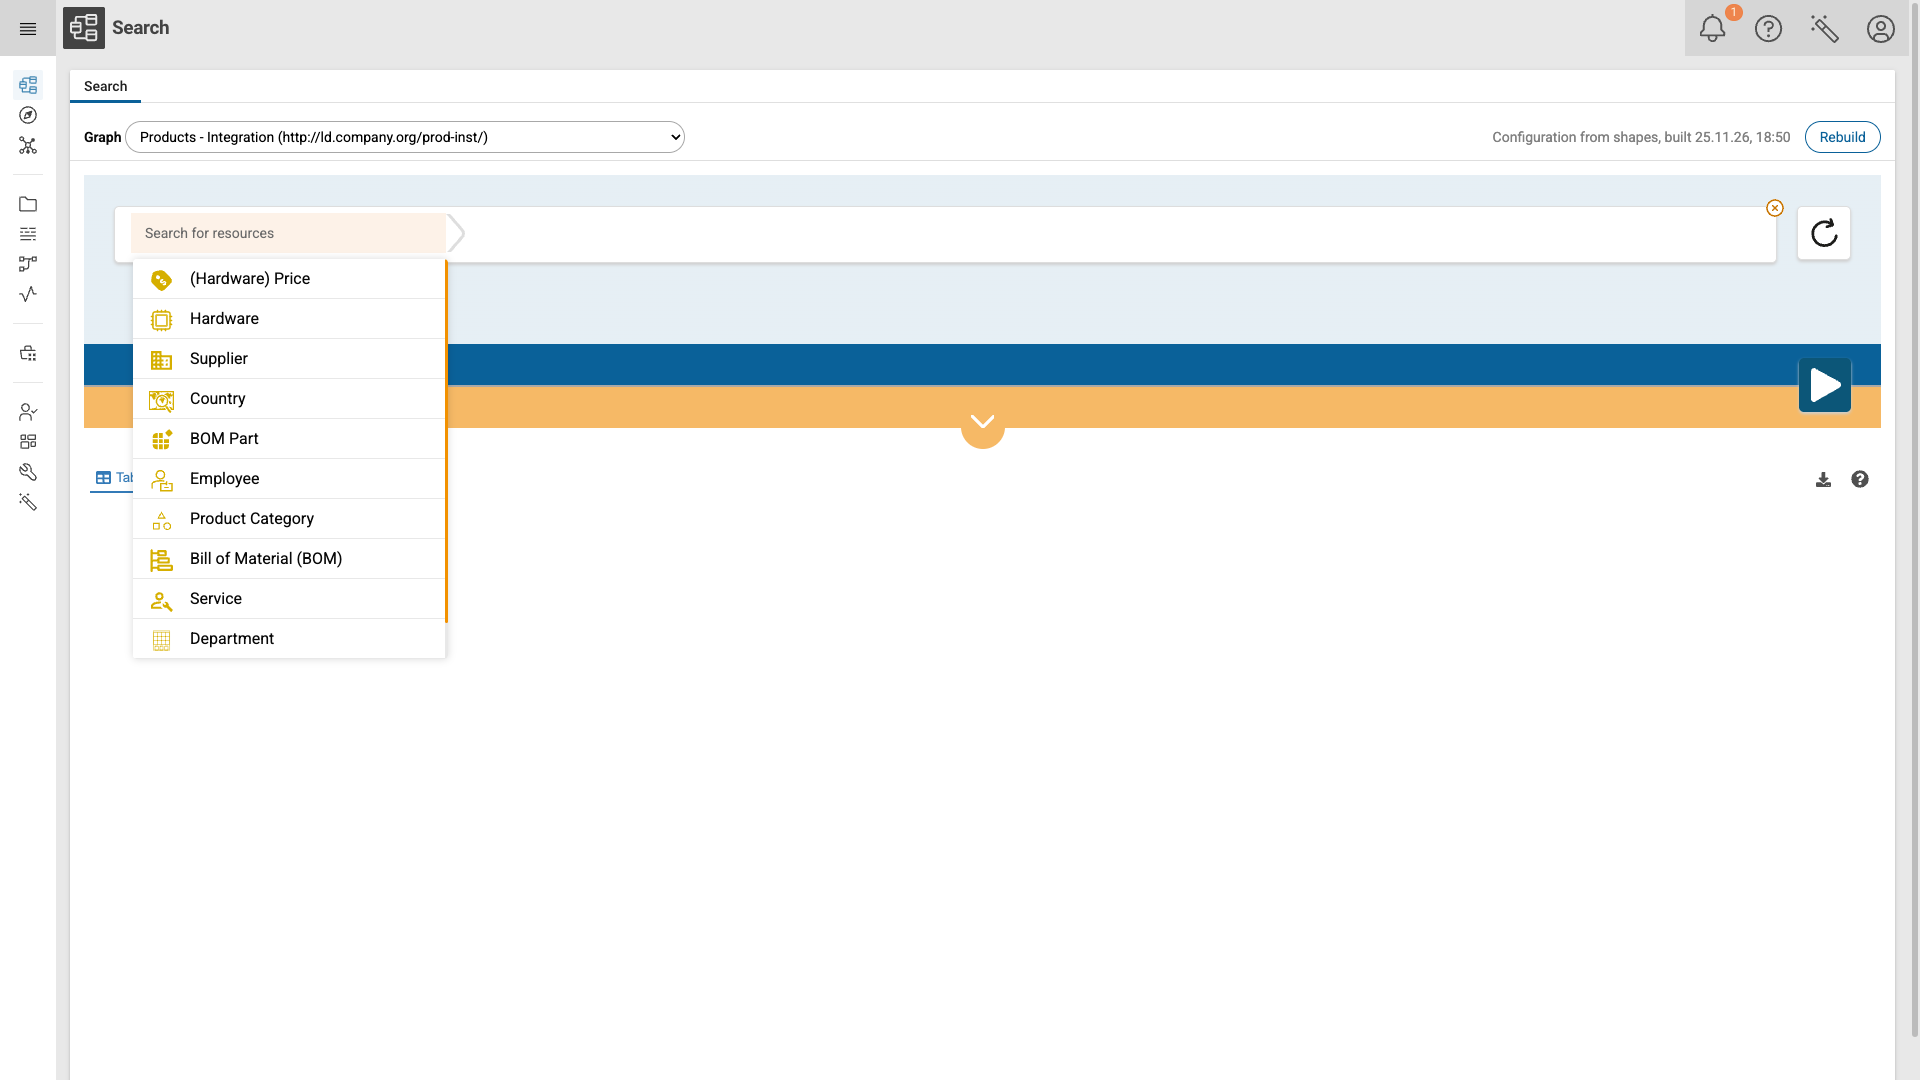 Search
1
Search
Graph
Products - Integration (http://ld.company.org/prod-inst/)
Configuration from shapes, built 25.11.26, 18:50
Rebuild
Search for resources
(Hardware) Price
Hardware
Supplier
Country
BOM Part
Employee
Product Category
Bill of Material (BOM)
Service
Department
Tab